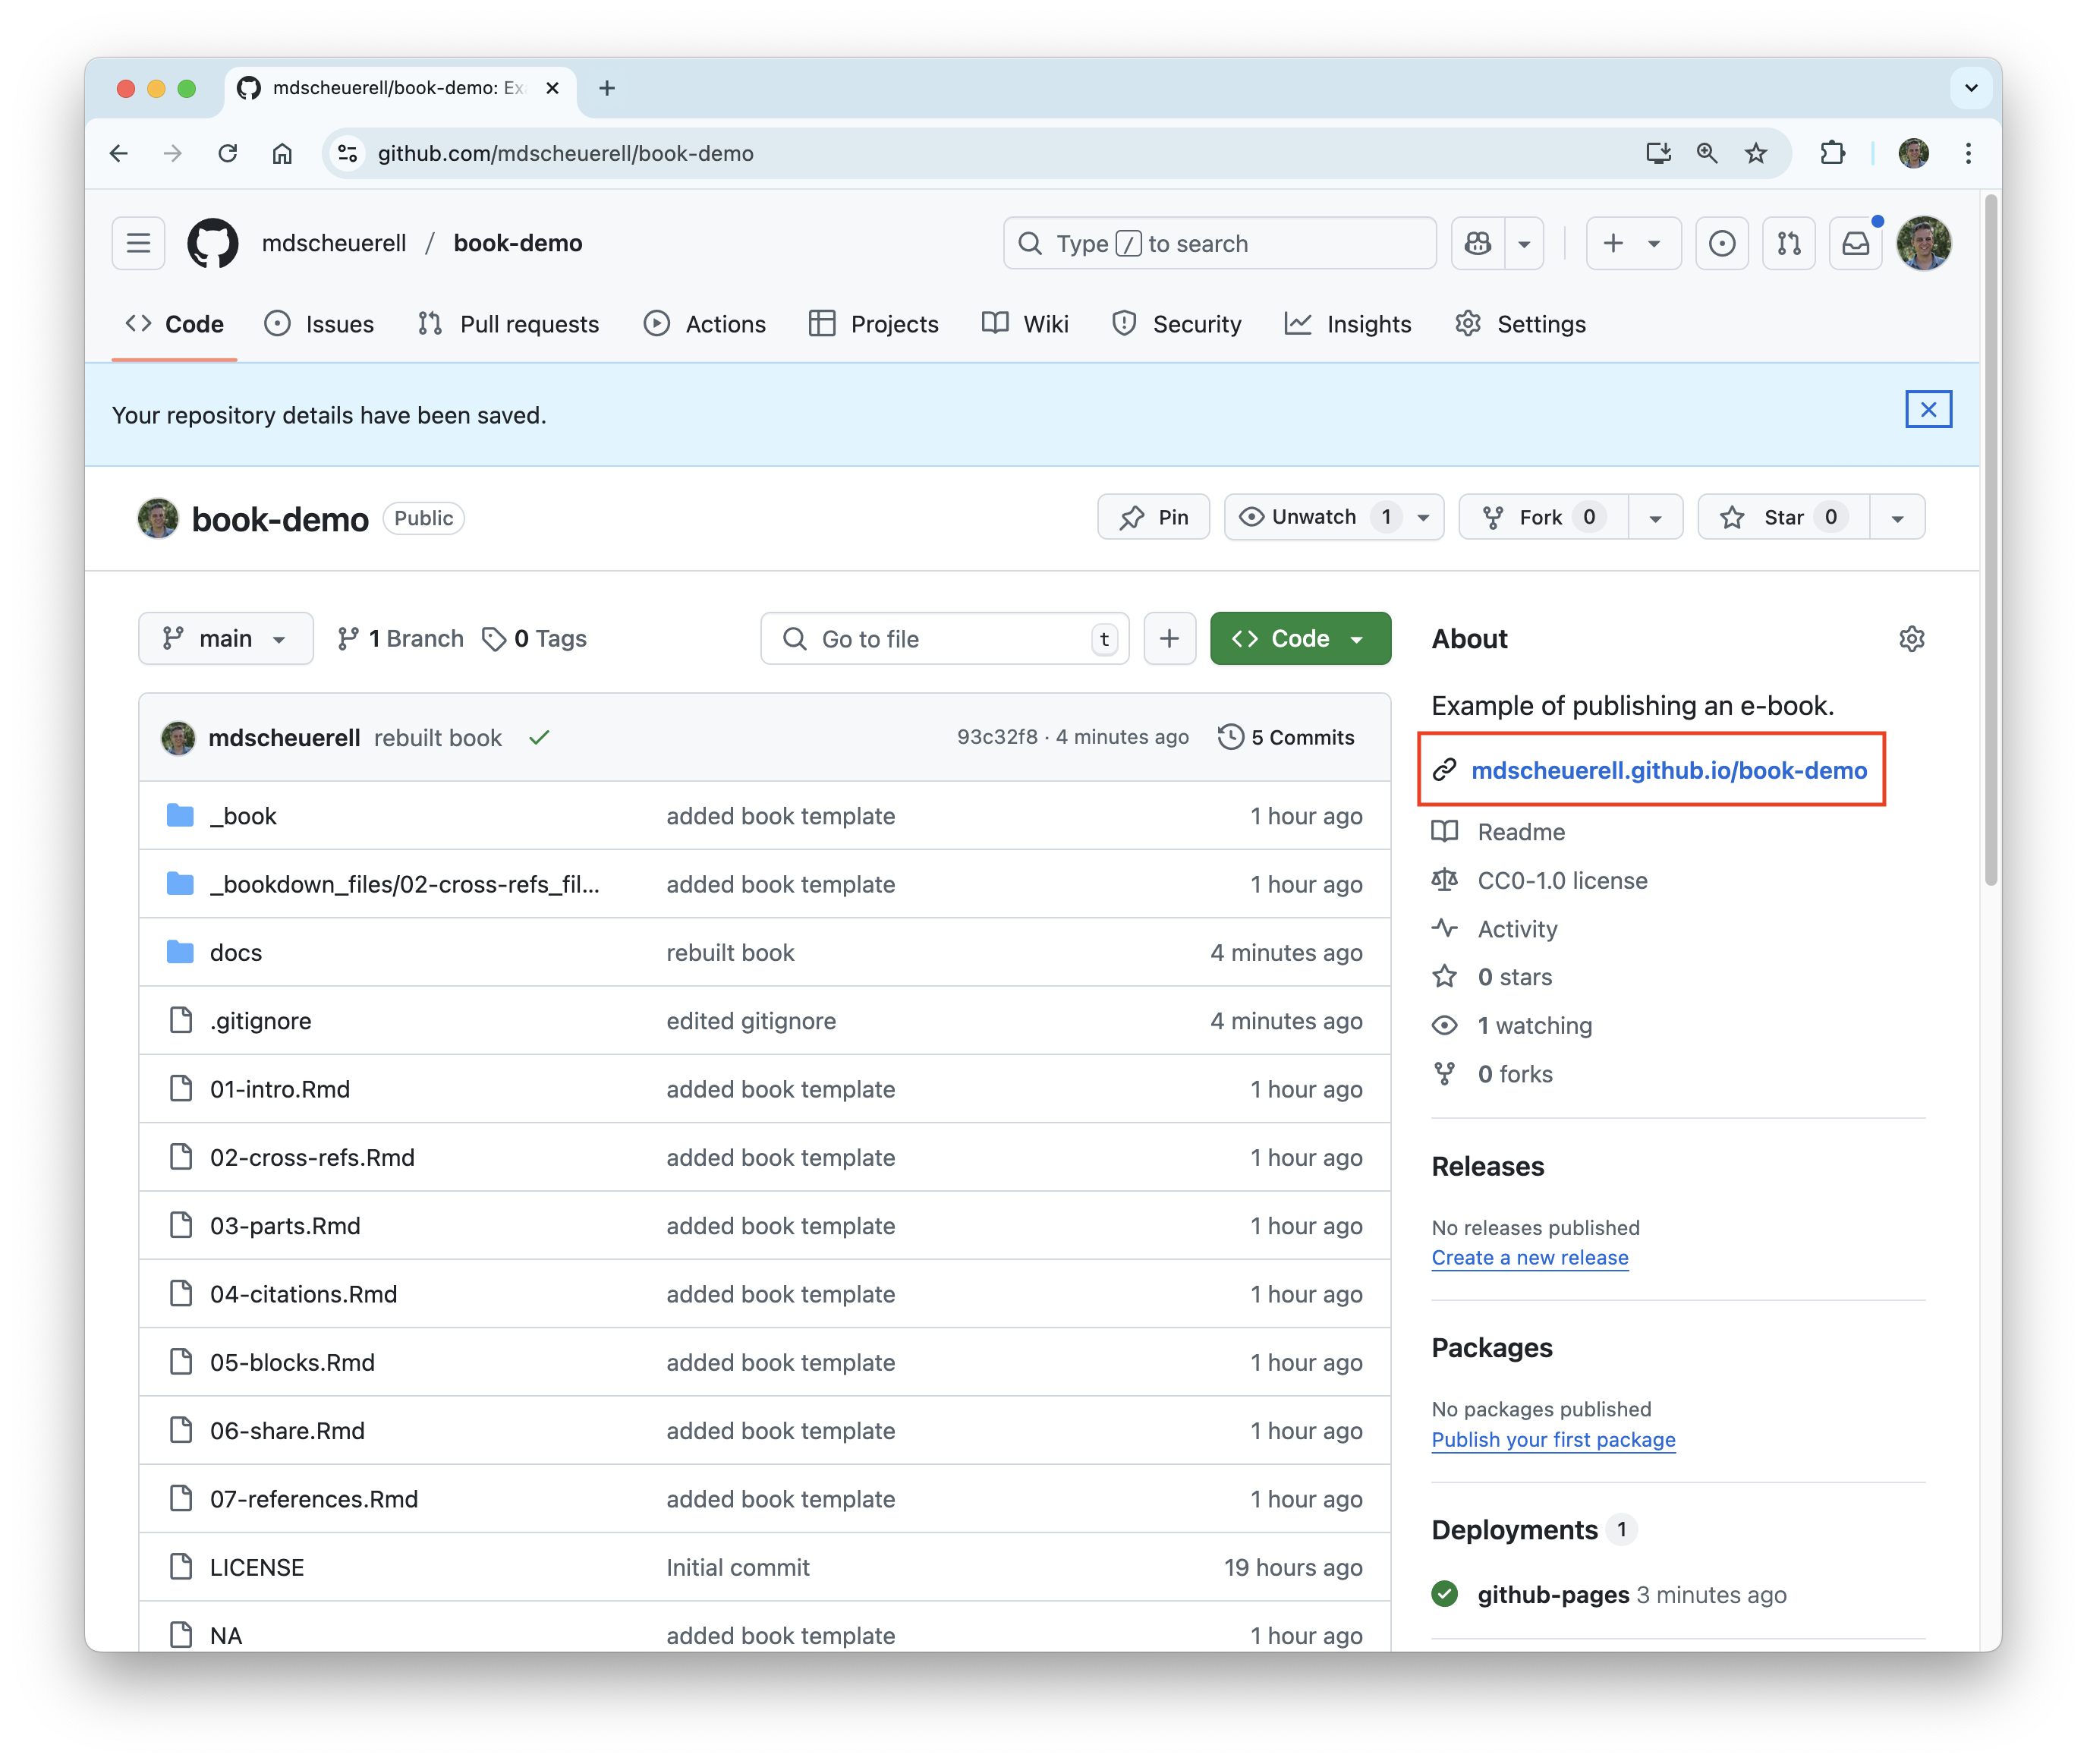 mdscheuerell/book-demo: Ex
github.com/mdscheuerell/book-demo
mdscheuerell / book-demo
Type / to search
Code Issues Pull requests Actions Projects Wiki Security Insights Settings
Your repository details have been saved.
book-demo Public
Pin Unwatch 1 Fork 0 Star 0
main 1 Branch 0 Tags Go to file t Code
mdscheuerell rebuilt book 93c32f8 · 4 minutes ago 5 Commits
_book added book template 1 hour ago
_bookdown_files/02-cross-refs_fil... added book template 1 hour ago
docs rebuilt book 4 minutes ago
.gitignore edited gitignore 4 minutes ago
01-intro.Rmd added book template 1 hour ago
02-cross-refs.Rmd added book template 1 hour ago
03-parts.Rmd added book template 1 hour ago
04-citations.Rmd added book template 1 hour ago
05-blocks.Rmd added book template 1 hour ago
06-share.Rmd added book template 1 hour ago
07-references.Rmd added book template 1 hour ago
LICENSE Initial commit 19 hours ago
NA added book template 1 hour ago
About
Example of publishing an e-book.
mdscheuerell.github.io/book-demo
Readme
CC0-1.0 license
Activity
0 stars
1 watching
0 forks
Releases
No releases published
Create a new release
Packages
No packages published
Publish your first package
Deployments 1
github-pages 3 minutes ago